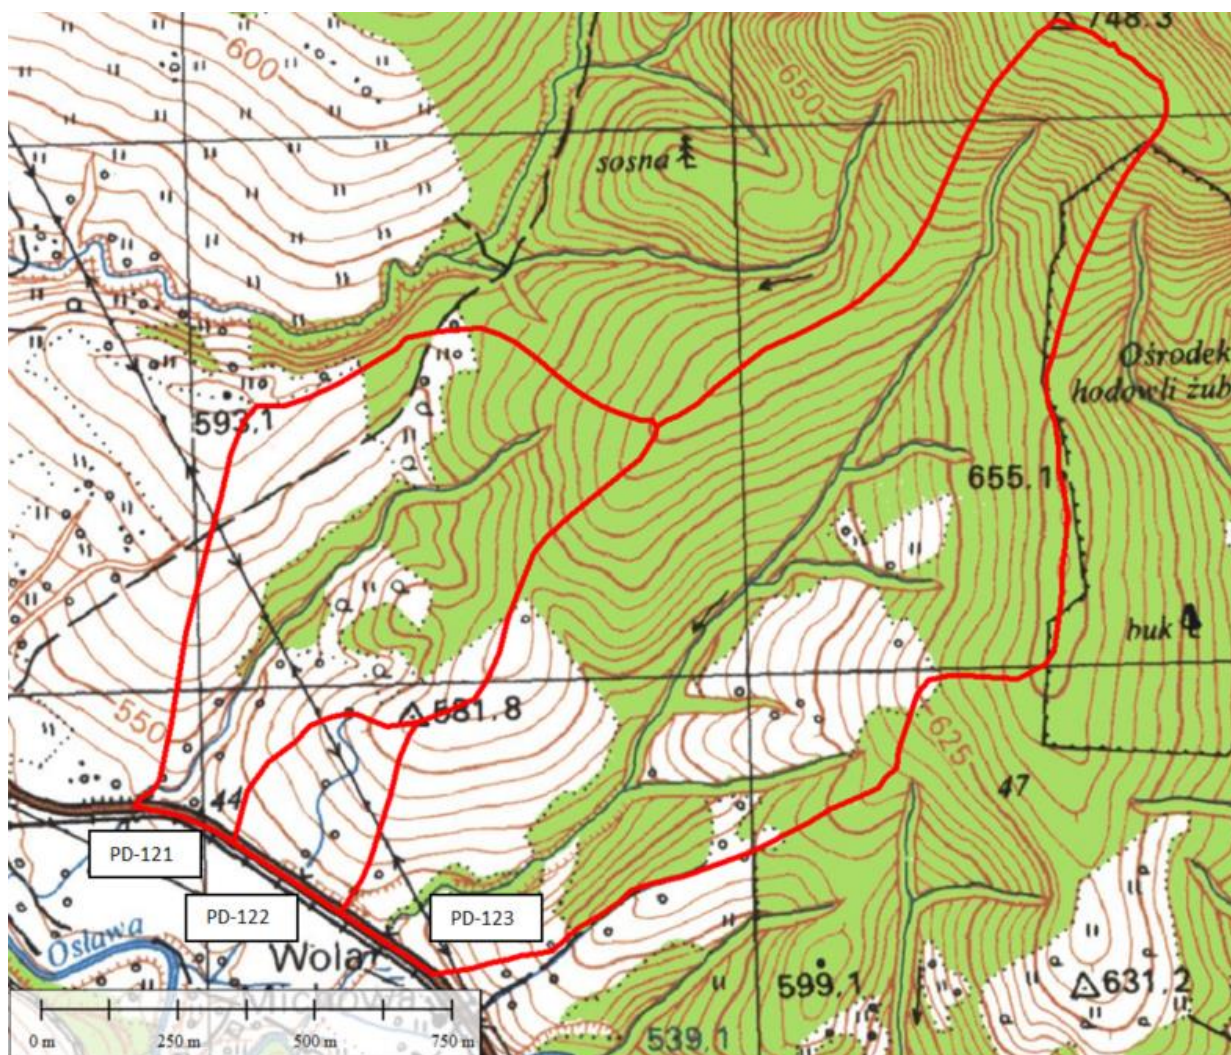 748.3
600
650
sosna
Ośrodek
hodowli żub
593,1
655.1
buk
550
581.8
625
44
47
PD-121
PD-122
PD-123
Osława
Wola
Michowa
599.1
631.2
539.1
0 m
250 m
500 m
750 m